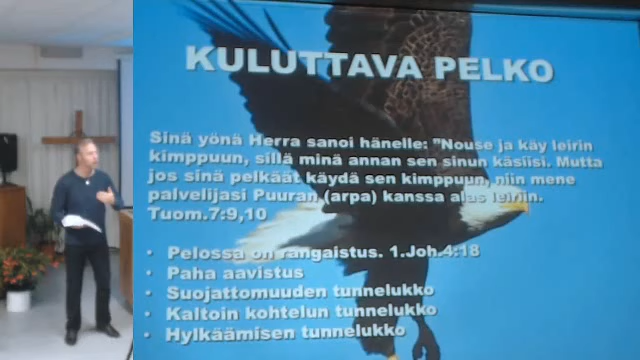 KULUTTAVA PELKO
Sinä yönä Herra sanoi hänelle: "Nouse ja käy leirin
kimppuun, sillä minä annan sen sinun käsiisi. Mutta
jos sinä pelkäät käydä sen kimppuun, niin mene
palvelijasi Puuran (arpa) kanssa alas leiriin.
Tuom.7:9,10
• Pelossa on rangaistus. 1.Joh.4:18
• Paha aavistus
• Suojattomuuden tunnelukko
• Kaltoin kohtelun tunnelukko
• Hylkäämisen tunnelukko